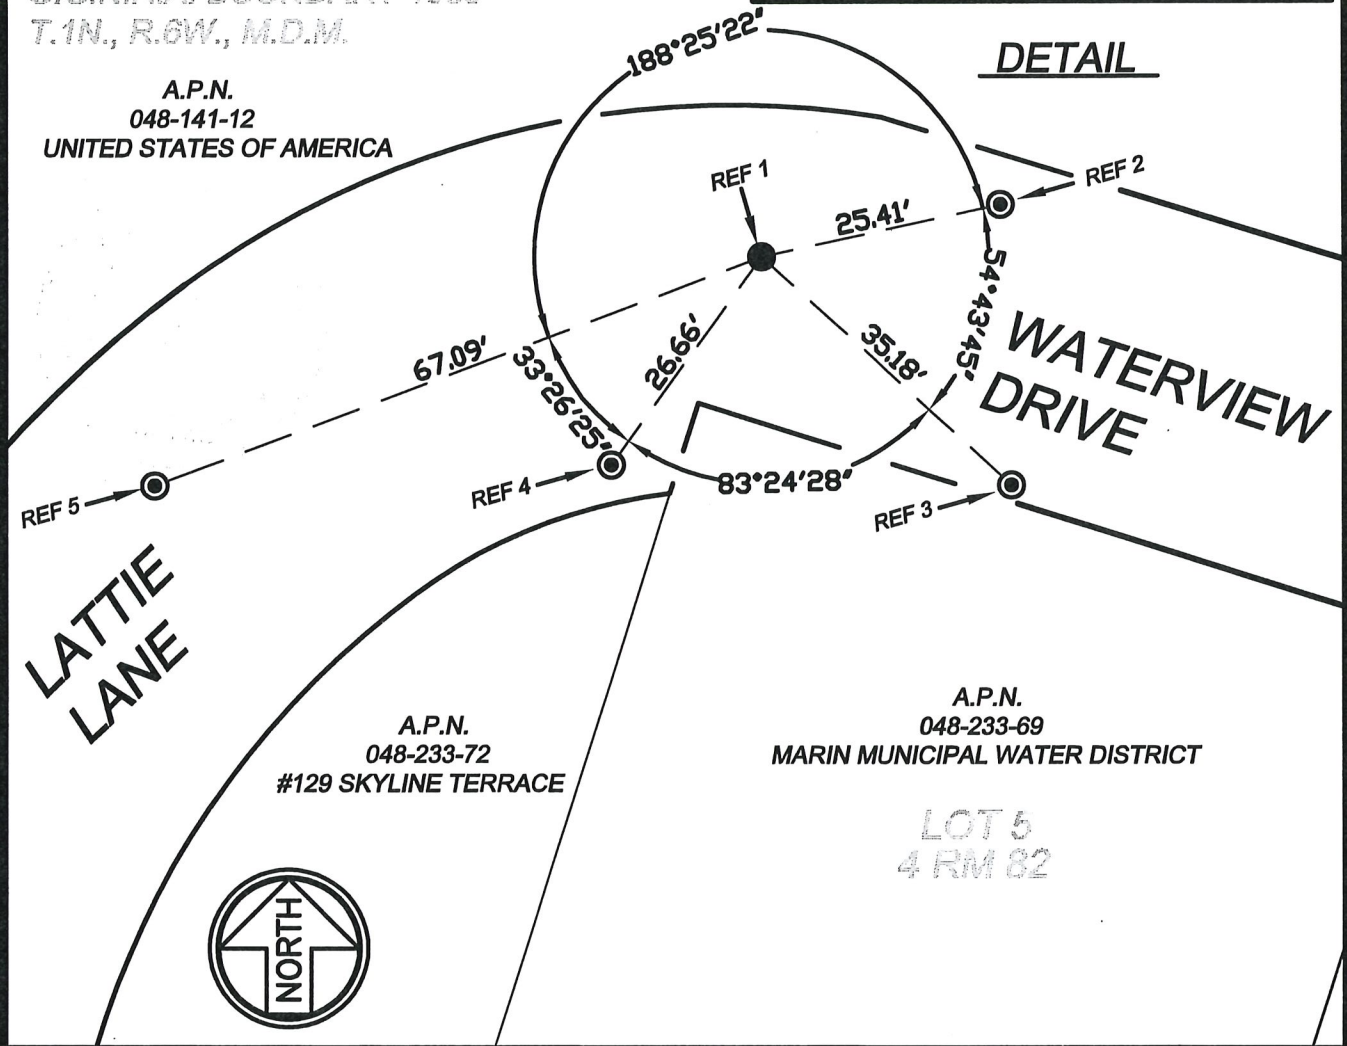 T.1N., R.6W., M.D.M.
DETAIL
188°25'22"
A.P.N.
048-141-12
UNITED STATES OF AMERICA
REF 1
REF 2
25.41'
54°43'45"
67.09'
33°26'25"
26.66'
35.18'
WATERVIEW
DRIVE
83°24'28"
REF 5
REF 4
REF 3
LATTIE
LANE
A.P.N.
048-233-72
#129 SKYLINE TERRACE
A.P.N.
048-233-69
MARIN MUNICIPAL WATER DISTRICT
LOT 5
4 RM 82
NORTH